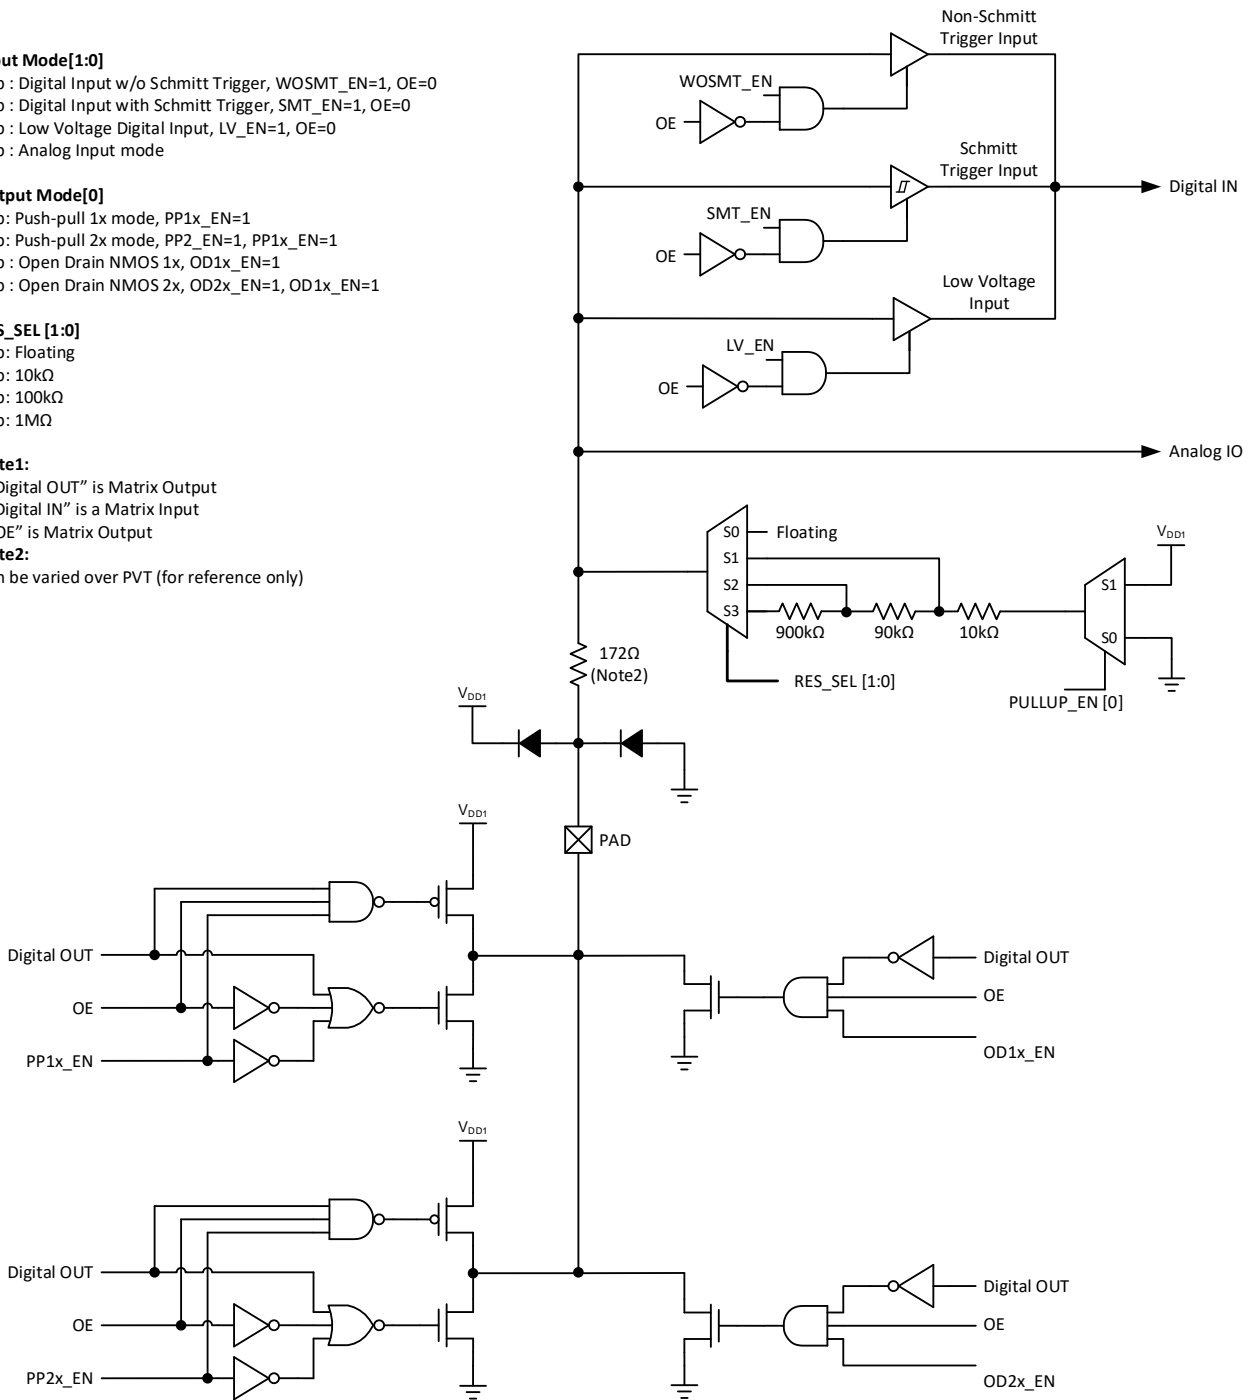 put Mode[1:0]
: Digital Input w/o Schmitt Trigger, WOSMT_EN=1, OE=0
: Digital Input with Schmitt Trigger, SMT_EN=1, OE=0
: Low Voltage Digital Input, LV_EN=1, OE=0
: Analog Input mode
tput Mode[0]
: Push-pull 1x mode, PP1x_EN=1
: Push-pull 2x mode, PP2_EN=1, PP1x_EN=1
: Open Drain NMOS 1x, OD1x_EN=1
: Open Drain NMOS 2x, OD2x_EN=1, OD1x_EN=1
S_SEL [1:0]
: Floating
: 10kΩ
: 100kΩ
: 1MΩ
te1:
Digital OUT” is Matrix Output
Digital IN” is a Matrix Input
OE” is Matrix Output
te2:
n be varied over PVT (for reference only)
Non-Schmitt
Trigger Input
WOSMT_EN
OE
Schmitt
Trigger Input
Digital IN
SMT_EN
OE
Low Voltage
Input
LV_EN
OE
Analog IO
S0
Floating
S1
S2
S3
900kΩ
90kΩ
10kΩ
VDD1
S1
S0
RES_SEL [1:0]
PULLUP_EN [0]
172Ω
(Note2)
VDD1
PAD
VDD1
Digital OUT
OE
PP1x_EN
Digital OUT
OE
OD1x_EN
VDD1
Digital OUT
OE
PP2x_EN
Digital OUT
OE
OD2x_EN